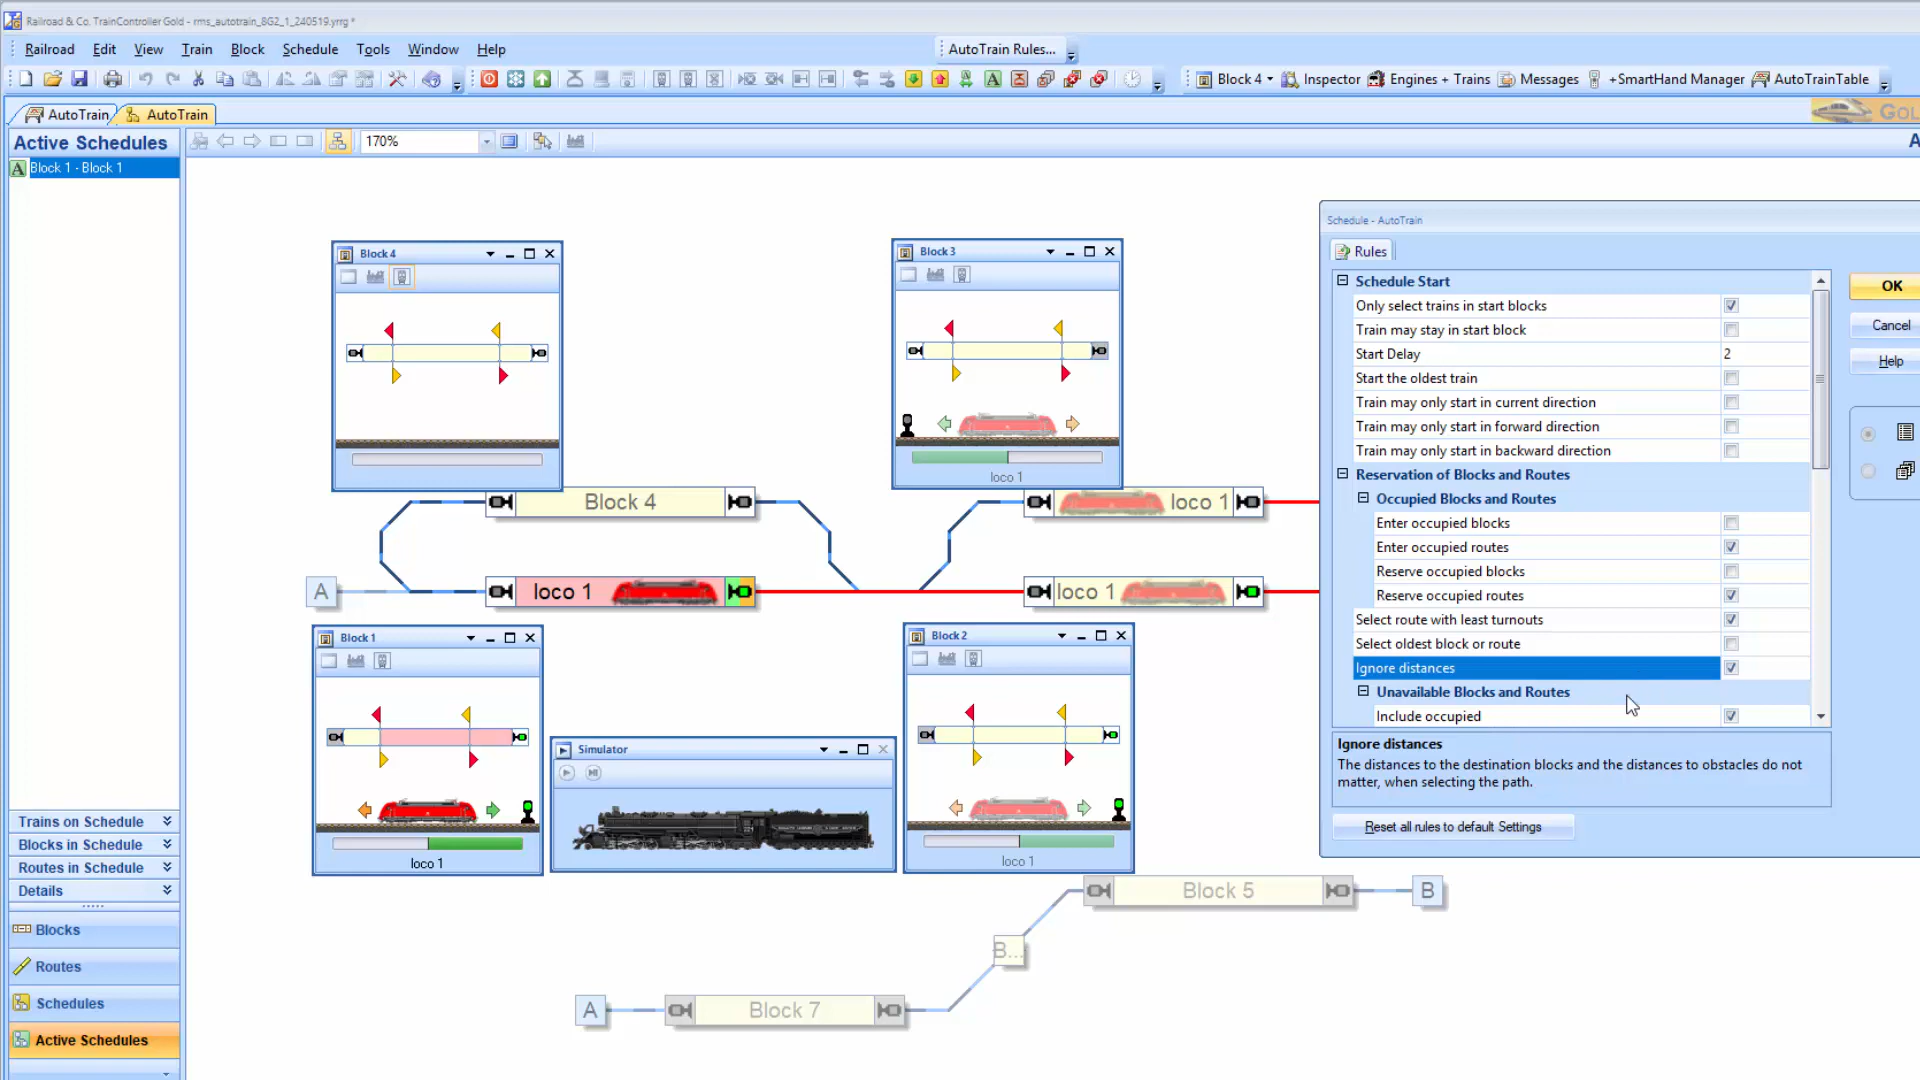 Railroad & Co. TrainController Gold - rms_autotrain_8G2_1_240519.yrrg *
Railroad Edit View Train Block Schedule Tools Window Help
AutoTrain Rules...
Block 4 Inspector Engines + Trains Messages +SmartHand Manager AutoTrainTable
AutoTrain AutoTrain
GOL
Active Schedules
170%
A
Block 1 - Block 1
Trains on Schedule
Blocks in Schedule
Routes in Schedule
Details
Blocks
Routes
Schedules
Active Schedules
Block 4
Block 3
loco 1
Block 4
loco 1
A
loco 1
loco 1
Block 1
loco 1
Simulator
Block 2
loco 1
Block 5
B
B...
A
Block 7
Schedule - AutoTrain
Rules
Schedule Start
Only select trains in start blocks
Train may stay in start block
Start Delay 2
Start the oldest train
Train may only start in current direction
Train may only start in forward direction
Train may only start in backward direction
Reservation of Blocks and Routes
Occupied Blocks and Routes
Enter occupied blocks
Enter occupied routes
Reserve occupied blocks
Reserve occupied routes
Select route with least turnouts
Select oldest block or route
Ignore distances
Unavailable Blocks and Routes
Include occupied
Ignore distances
The distances to the destination blocks and the distances to obstacles do not
matter, when selecting the path.
Reset all rules to default Settings
OK
Cancel
Help